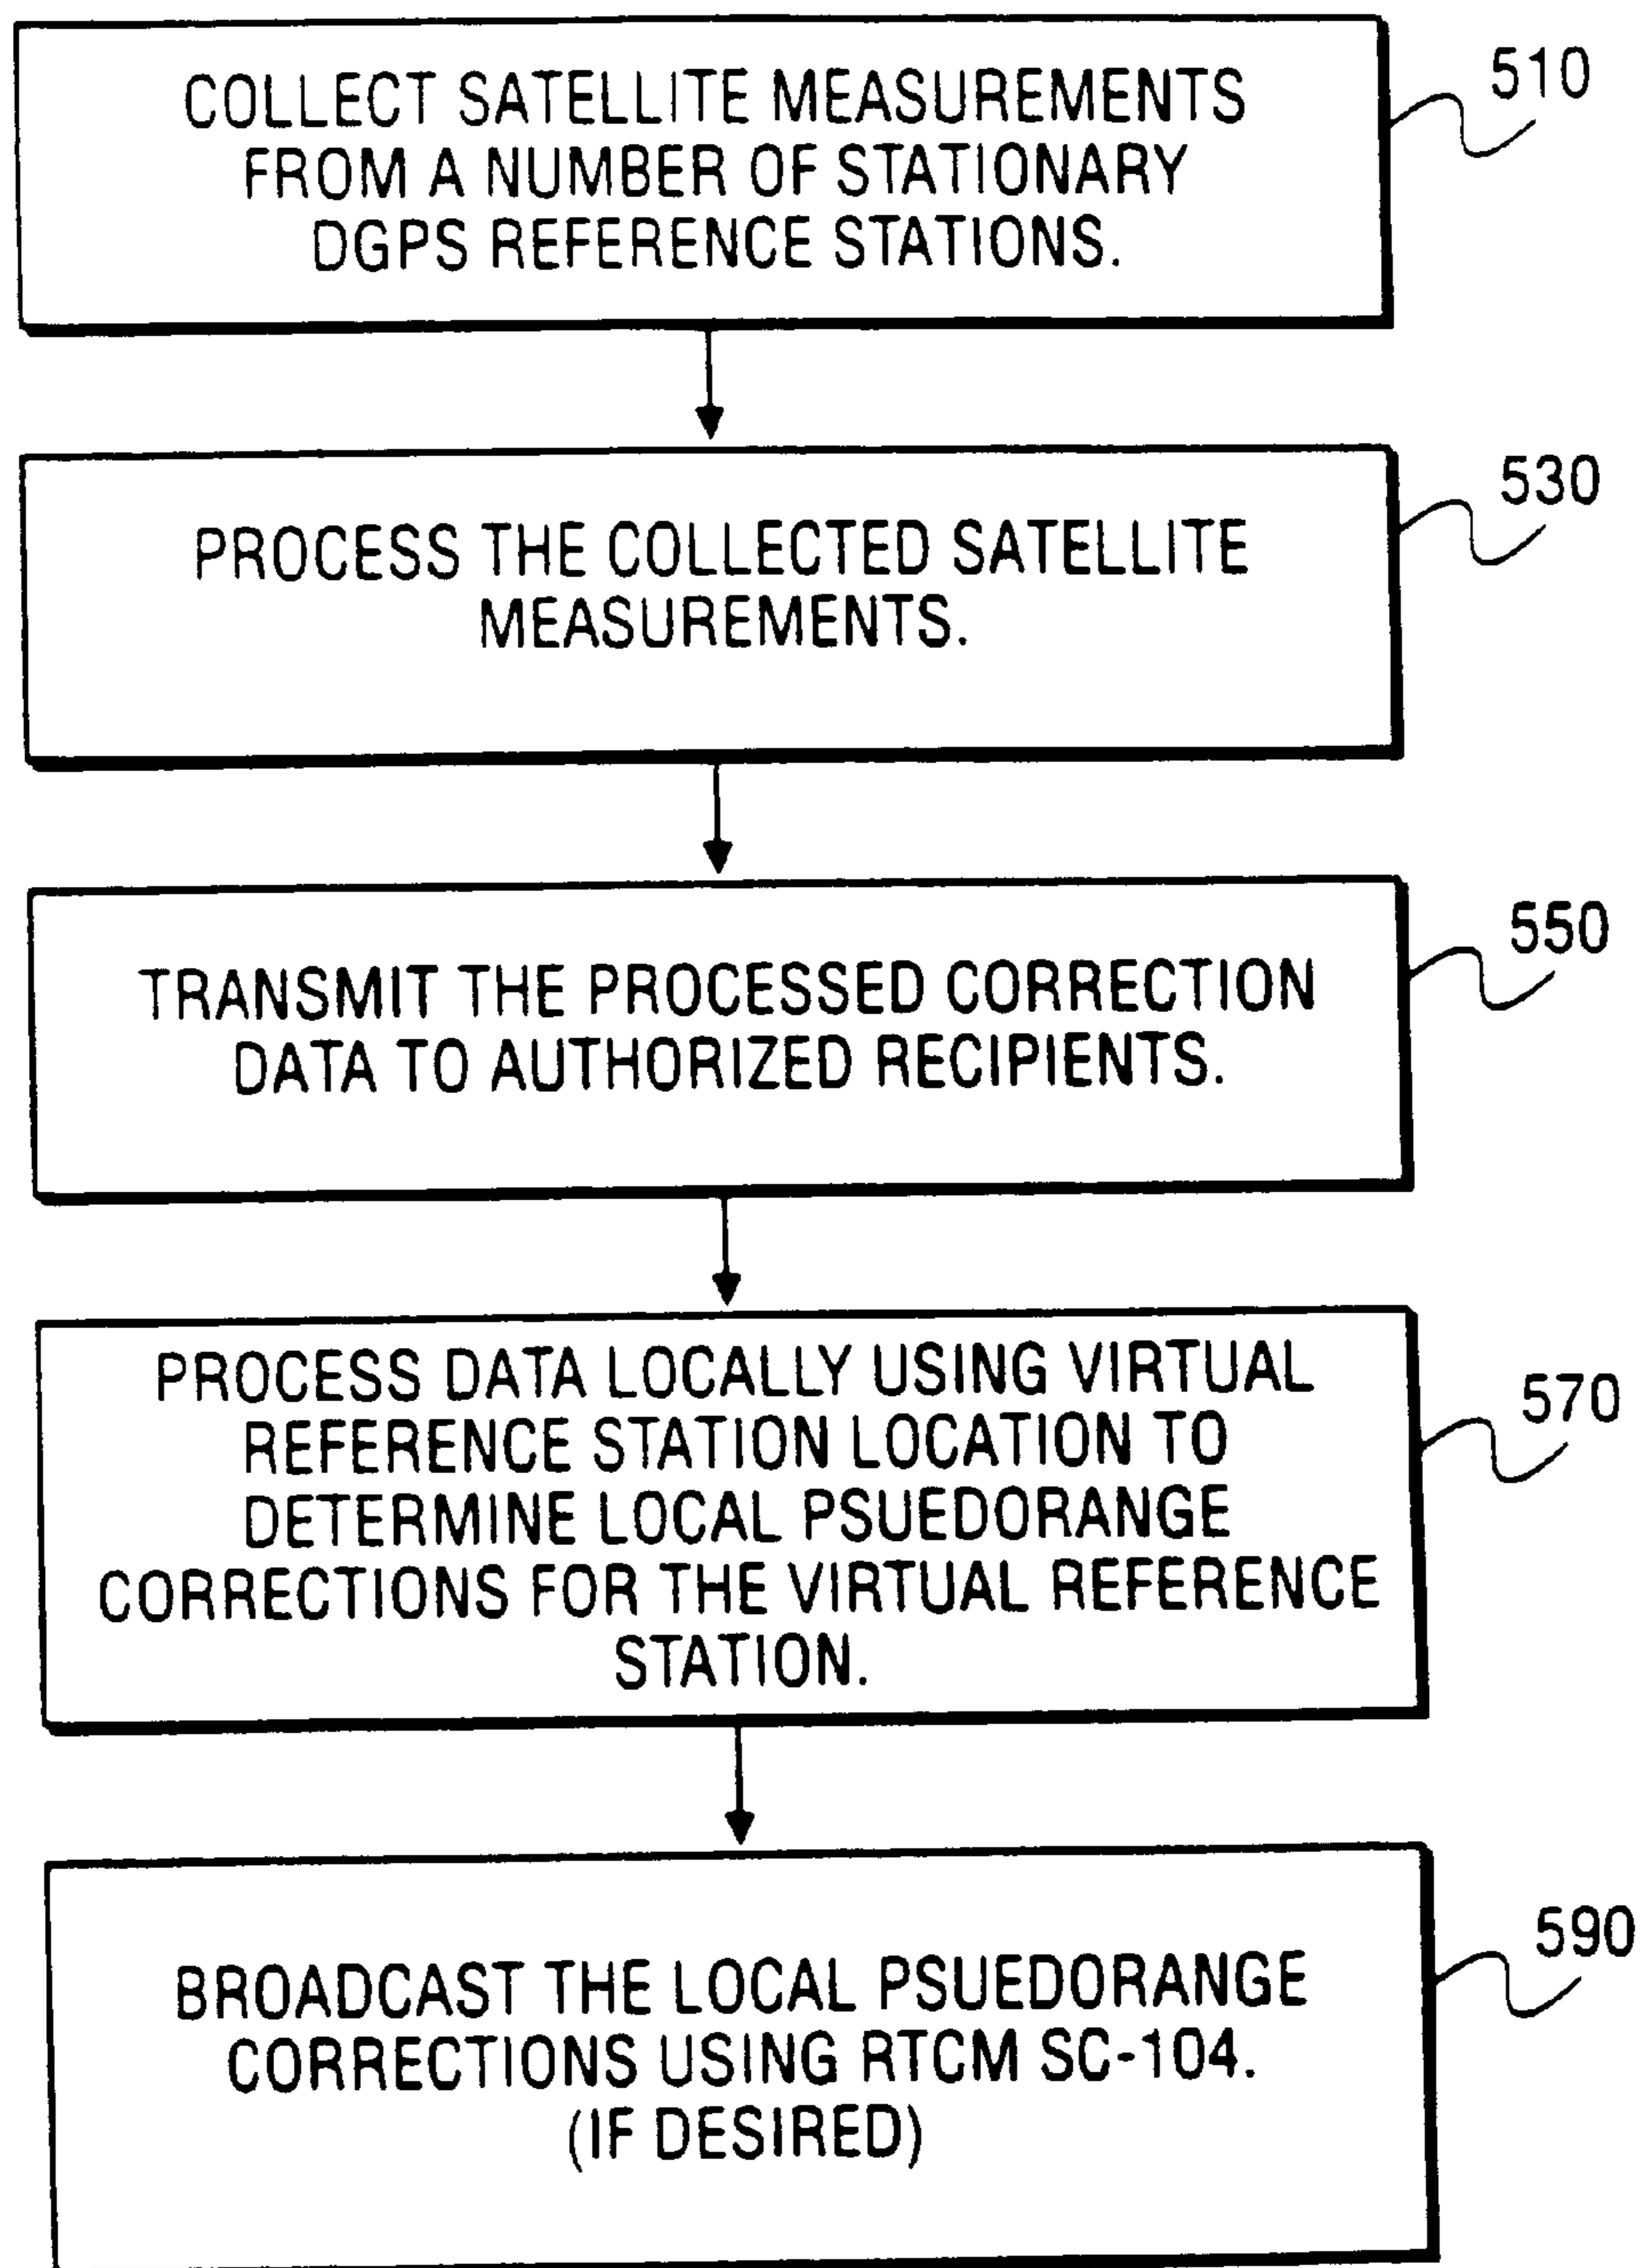 COLLECT SATELLITE MEASUREMENTS
FROM A NUMBER OF STATIONARY
DGPS REFERENCE STATIONS.
510
PROCESS THE COLLECTED SATELLITE
MEASUREMENTS.
530
TRANSMIT THE PROCESSED CORRECTION
DATA TO AUTHORIZED RECIPIENTS.
550
PROCESS DATA LOCALLY USING VIRTUAL
REFERENCE STATION LOCATION TO
DETERMINE LOCAL PSUEDORANGE
CORRECTIONS FOR THE VIRTUAL REFERENCE
STATION.
570
BROADCAST THE LOCAL PSUEDORANGE
CORRECTIONS USING RTCM SC-104.
(IF DESIRED)
590